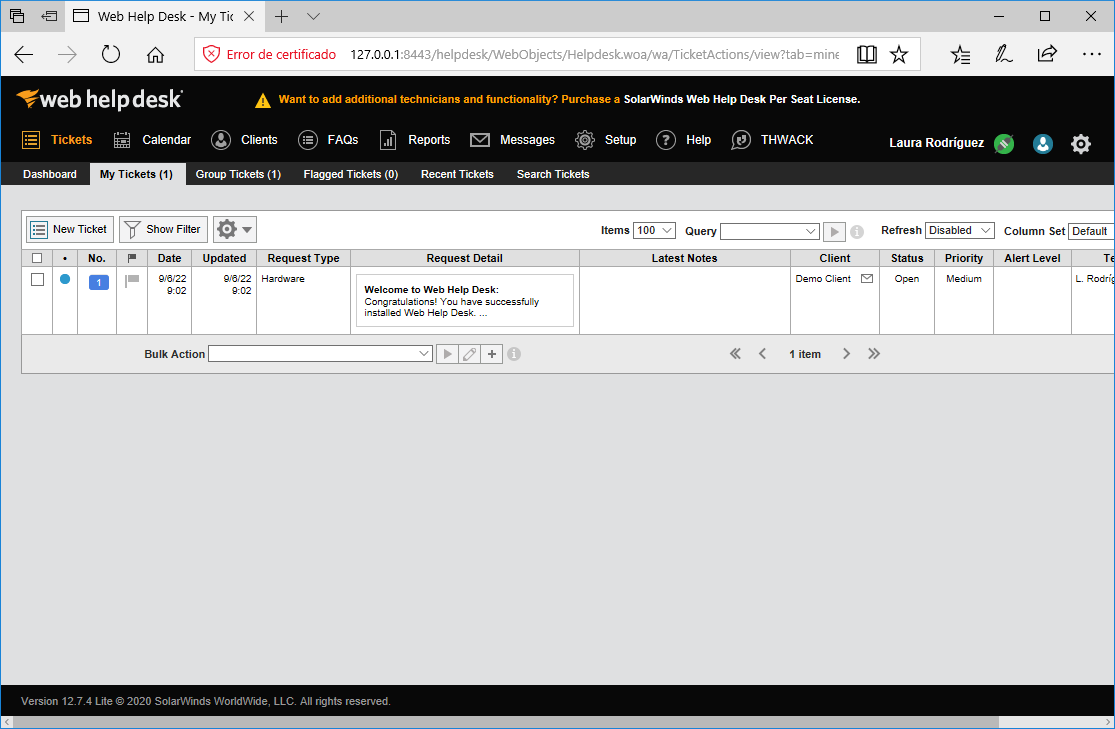 Web Help Desk - My Tic
Error de certificado
127.0.0.1:8443/helpdesk/WebObjects/Helpdesk.woa/wa/TicketActions/view?tab=mine
web help desk
Want to add additional technicians and functionality? Purchase a SolarWinds Web Help Desk Per Seat License.
Tickets
Calendar
Clients
FAQs
Reports
Messages
Setup
Help
THWACK
Laura Rodríguez
Dashboard
My Tickets (1)
Group Tickets (1)
Flagged Tickets (0)
Recent Tickets
Search Tickets
New Ticket
Show Filter
Items 100
Query
Refresh Disabled
Column Set Default
No.
Date
Updated
Request Type
Request Detail
Latest Notes
Client
Status
Priority
Alert Level
Te
1
9/6/22
9:02
9/6/22
9:02
Hardware
Welcome to Web Help Desk:
Congratulations! You have successfully
installed Web Help Desk. ...
Demo Client
Open
Medium
L. Rodríg
Bulk Action
1 item
Version 12.7.4 Lite © 2020 SolarWinds WorldWide, LLC. All rights reserved.